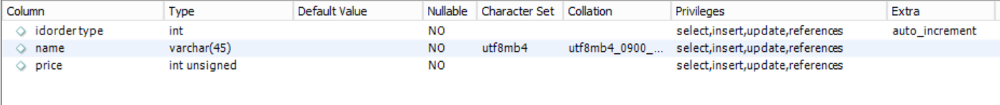 Column Type Default Value Nullable Character Set Collation Privileges Extra
idordertype int NO select,insert,update,references auto_increment
name varchar(45) NO utf8mb4 utf8mb4_0900_... select,insert,update,references
price int unsigned NO select,insert,update,references